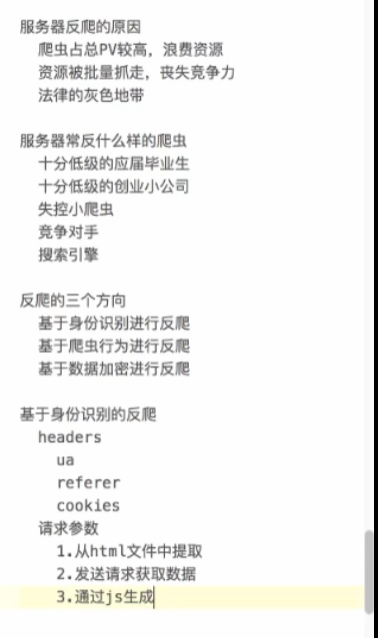 服务器反爬的原因
爬虫占总PV较高，浪费资源
资源被批量抓走，丧失竞争力
法律的灰色地带
服务器常反什么样的爬虫
十分低级的应届毕业生
十分低级的创业小公司
失控小爬虫
竞争对手
搜索引擎
反爬的三个方向
基于身份识别进行反爬
基于爬虫行为进行反爬
基于数据加密进行反爬
基于身份识别的反爬
headers
ua
referer
cookies
请求参数
1.从html文件中提取
2.发送请求获取数据
3.通过js生成